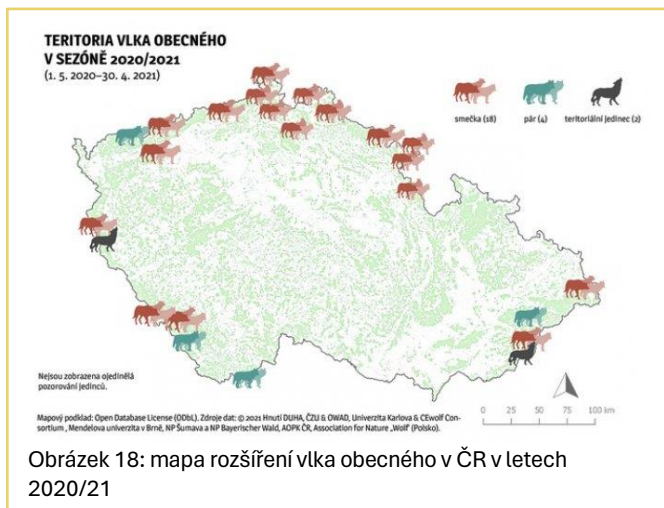 TERITORIA VLKA OBECNÉHO
V SEZÓNĚ 2020/2021
(1. 5. 2020–30. 4. 2021)
smečka (18)
pár (4)
teritoriální jedinec (2)
Nejsou zobrazena ojedinělá
pozorování jedinců.
0 25 50 75 100 km
Mapový podklad: Open Database License (ODbL). Zdroje dat: © 2021 Hnutí DUHA, ČZU & OWAD, Univerzita Karlova & CEwolf Con-
sortium , Mendelova univerzita v Brně, NP Šumava a NP Bayerischer Wald, AOPK ČR, Association for Nature „Wolf" (Polsko).
Obrázek 18: mapa rozšíření vlka obecného v ČR v letech
2020/21